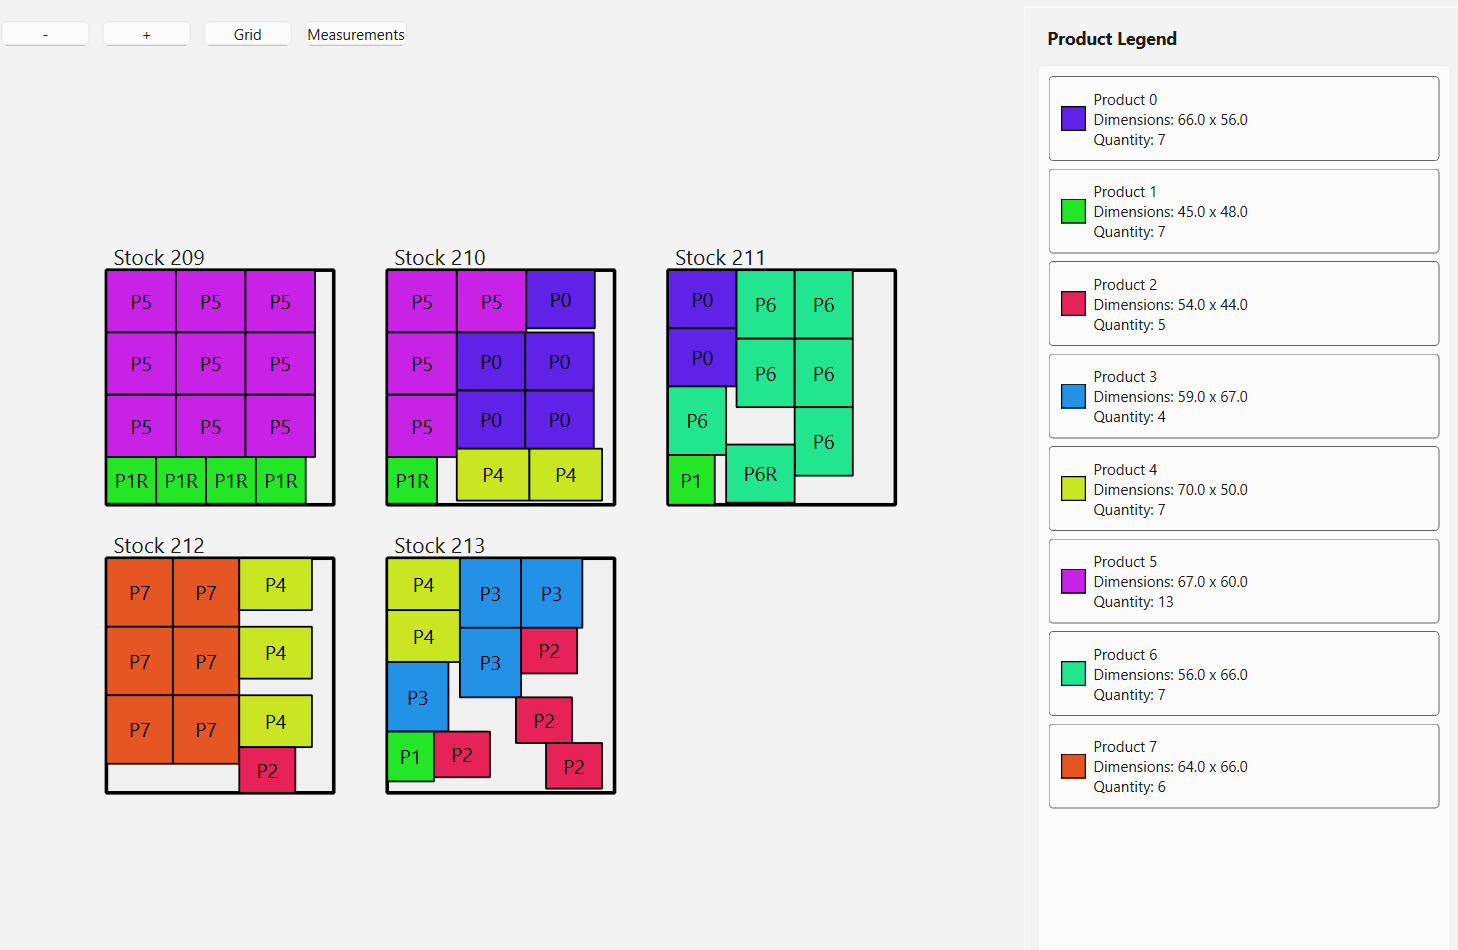 - + Grid Measurements
Stock 209 Stock 210 Stock 211
P5 P5 P5 P5 P5 P0 P0 P6 P6
P5 P5 P5 P5 P0 P0 P0 P6 P6
P5 P5 P5 P5 P0 P0 P6 P6
P1R P1R P1R P1R P1R P4 P4 P1 P6R
Stock 212 Stock 213
P7 P7 P4 P4 P3 P3
P7 P7 P4 P4 P3 P2
P7 P7 P4 P3 P2
P2 P1 P2 P2
Product Legend
Product 0
Dimensions: 66.0 x 56.0
Quantity: 7
Product 1
Dimensions: 45.0 x 48.0
Quantity: 7
Product 2
Dimensions: 54.0 x 44.0
Quantity: 5
Product 3
Dimensions: 59.0 x 67.0
Quantity: 4
Product 4
Dimensions: 70.0 x 50.0
Quantity: 7
Product 5
Dimensions: 67.0 x 60.0
Quantity: 13
Product 6
Dimensions: 56.0 x 66.0
Quantity: 7
Product 7
Dimensions: 64.0 x 66.0
Quantity: 6